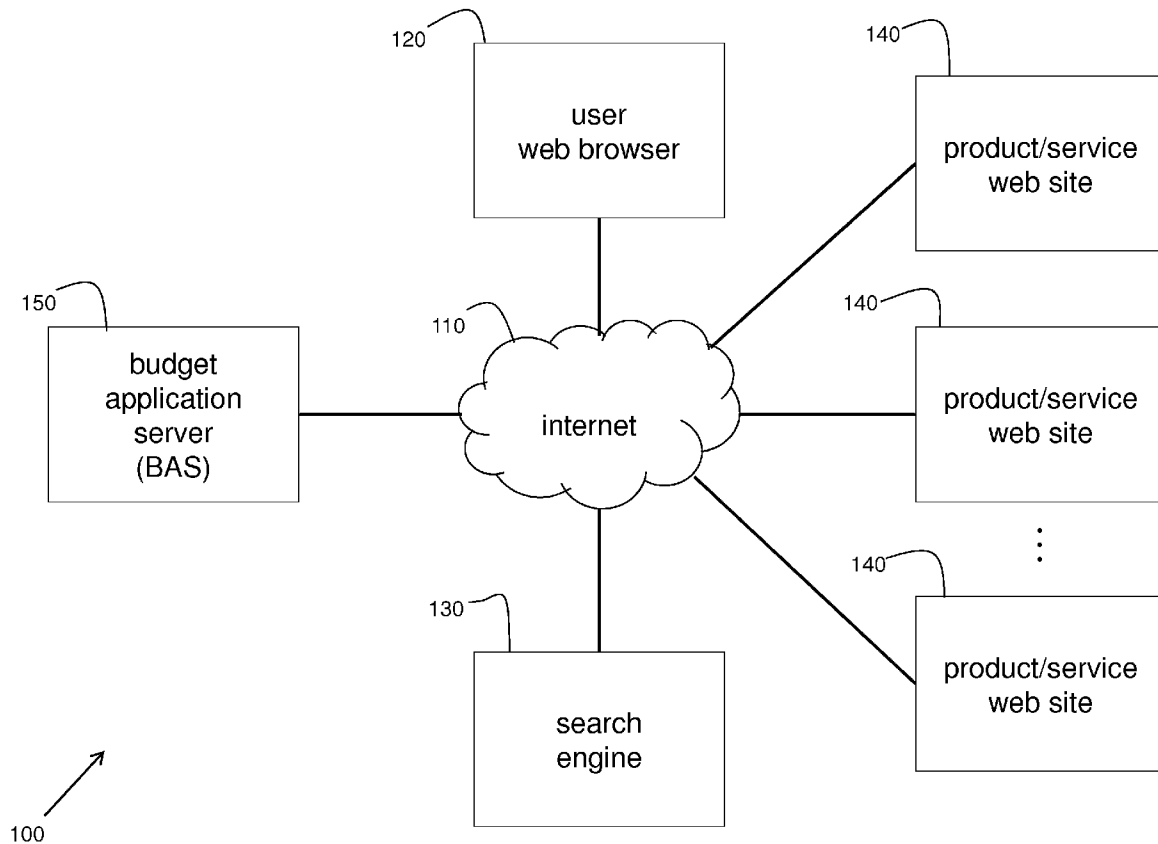 120
user
web browser
140
product/service
web site
150
budget
application
server
(BAS)
110
internet
140
product/service
web site
130
search
engine
140
product/service
web site
100